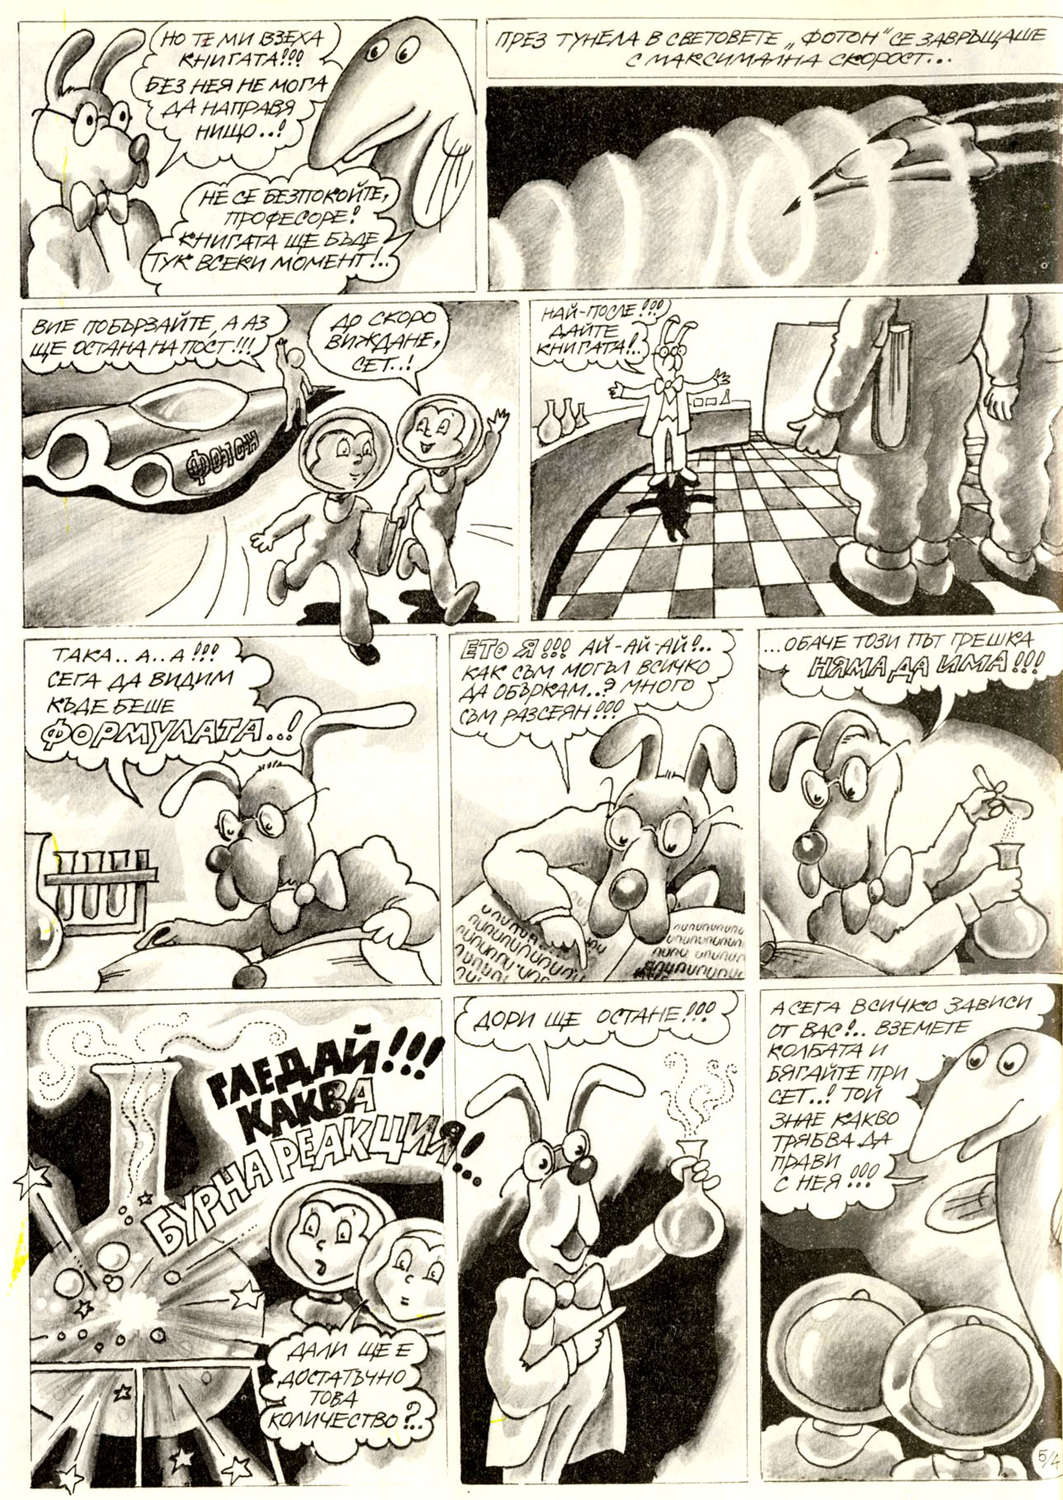 НО ТЕ МИ ВЗЕХА
КНИГАТА!!!
БЕЗ НЕЯ НЕ МОГА
ДА НАПРАВЯ
НИЩО..!
НЕ СЕ БЕЗПОКОЙТЕ,
ПРОФЕСОРЕ!
КНИГАТА ЩЕ БЪДЕ
ТУК ВСЕКИ МОМЕНТ!..
ПРЕЗ ТУНЕЛА В СВЕТОВЕТЕ „ФОТОН“ СЕ ЗАВРЪЩАШЕ
С МАКСИМАЛНА СКОРОСТ...
ВИЕ ПОБЪРЗАЙТЕ, А АЗ
ЩЕ ОСТАНА НА ПОСТ!!!
ДО СКОРО
ВИЖДАНЕ,
СЕТ..!
ФОТОН
НАЙ-ПОСЛЕ!!!
ДАЙТЕ
КНИГАТА!..
ТАКА.. А.. А!!!
СЕГА ДА ВИДИМ
КЪДЕ БЕШЕ
ФОРМУЛАТА..!
ЕТО Я!!! АЙ-АЙ-АЙ!..
КАК СЪМ МОГЪЛ ВСИЧКО
ДА ОБЪРКАМ..? МНОГО
СЪМ РАЗСЕЯН!!!
...ОБАЧЕ ТОЗИ ПЪТ ГРЕШКА
НЯМА ДА ИМА!!!
ГЛЕДАЙ!!!
КАКВА
БУРНА РЕАКЦИЯ!..
ДАЛИ ЩЕ Е
ДОСТАТЪЧНО
ТОВА
КОЛИЧЕСТВО?..
ДОРИ ЩЕ ОСТАНЕ!!!
А СЕГА ВСИЧКО ЗАВИСИ
ОТ ВАС!.. ВЗЕМЕТЕ
КОЛБАТА И
БЯГАЙТЕ ПРИ
СЕТ..! ТОЙ
ЗНАЕ КАКВО
ТРЯБВА ДА
ПРАВИ
С НЕЯ!!!
5/4